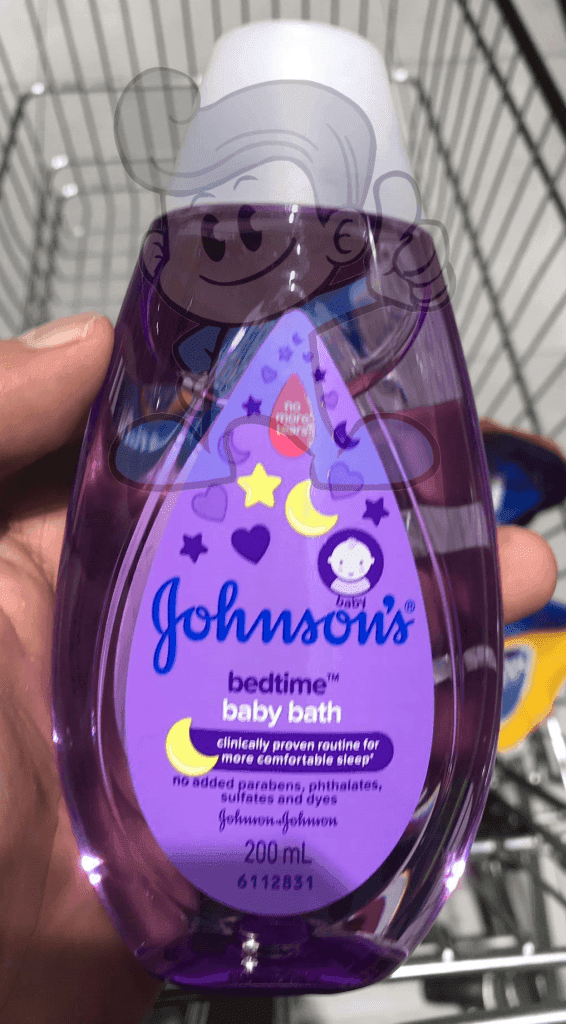 no
more
tears®
Johnson's®
baby
bedtime™
baby bath
clinically proven routine for
more comfortable sleep*
no added parabens, phthalates,
sulfates and dyes
Johnson & Johnson
200 mL
6112831